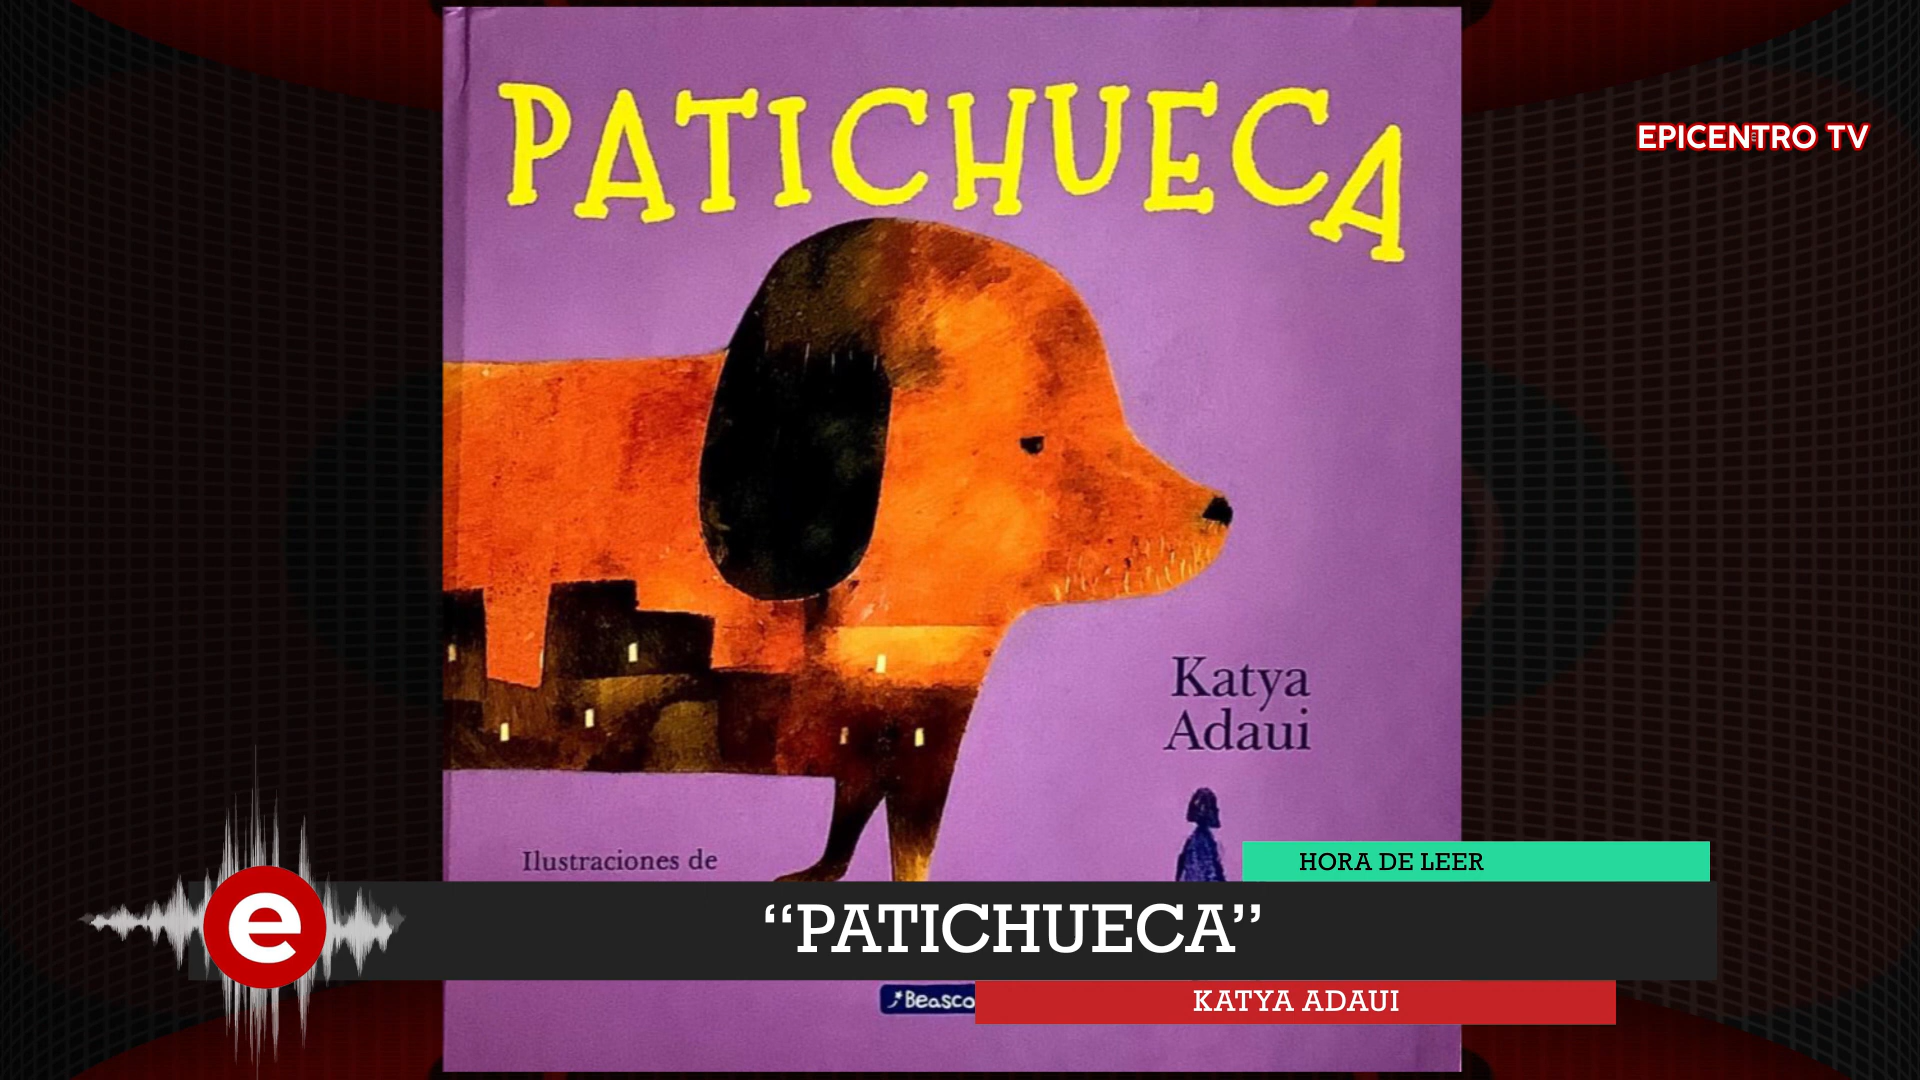 PATICHUECA
EPICENTRO TV
Katya
Adaui
Ilustraciones de
HORA DE LEER
e
“PATICHUECA”
Beasco
KATYA ADAUI